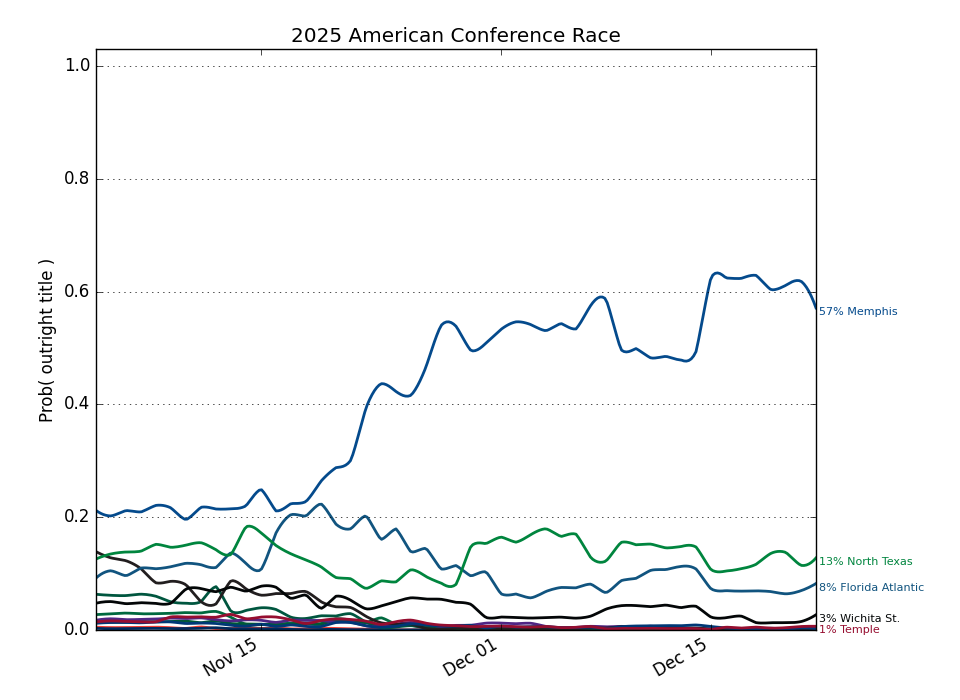 2025 American Conference Race
1.0
0.8
0.6
0.4
0.2
0.0
Prob( outright title )
57% Memphis
13% North Texas
8% Florida Atlantic
3% Wichita St.
1% Temple
Nov 15
Dec 01
Dec 15